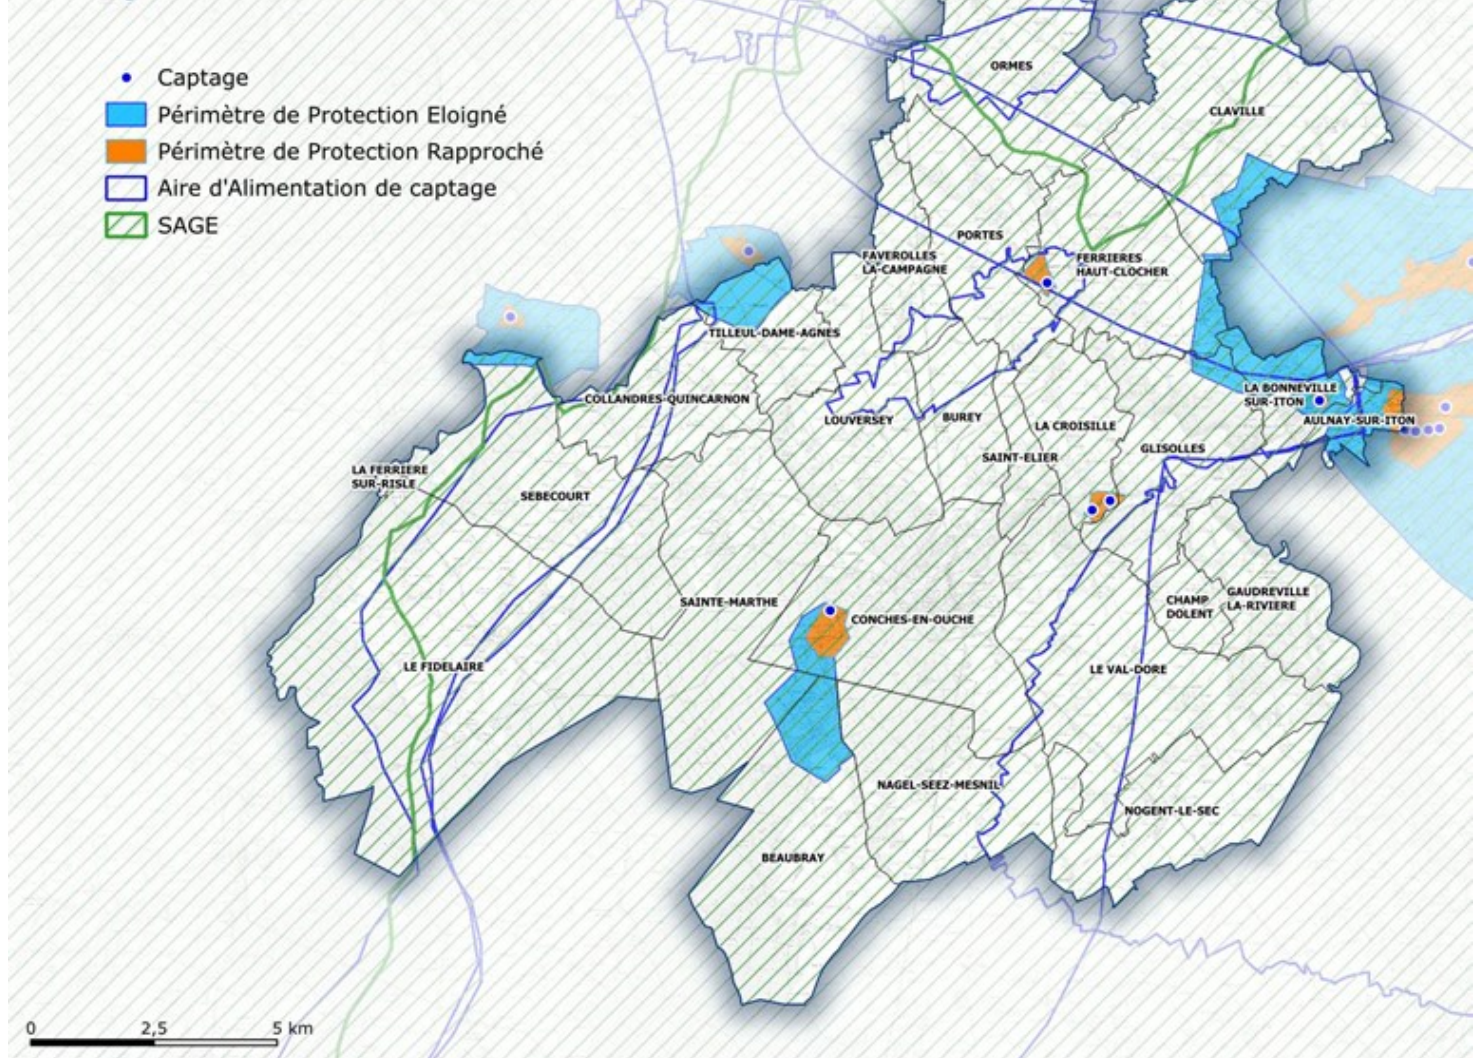 Captage
Périmètre de Protection Eloigné
Périmètre de Protection Rapproché
Aire d'Alimentation de captage
SAGE
ORMES
CLAVILLE
PORTES
FAVEROLLES
LA-CAMPAGNE
FERRIERES
HAUT-CLOCHER
TILLEUL-DAME-AGNES
COLLANDRES-QUINCARNON
LA BONNEVILLE
SUR-ITON
AULNAY-SUR-ITON
LOUVERSEY
BUREY
LA CROISILLE
GLISOLLES
SAINT-ELIER
LA FERRIERE
SUR-RISLE
SEBECOURT
SAINTE-MARTHE
CONCHES-EN-OUCHE
CHAMP
DOLENT
GAUDREVILLE
LA-RIVIERE
LE FIDELAIRE
LE VAL-DORE
NAGEL-SEEZ-MESNIL
NOGENT-LE-SEC
BEAUBRAY
0 2,5 5 km